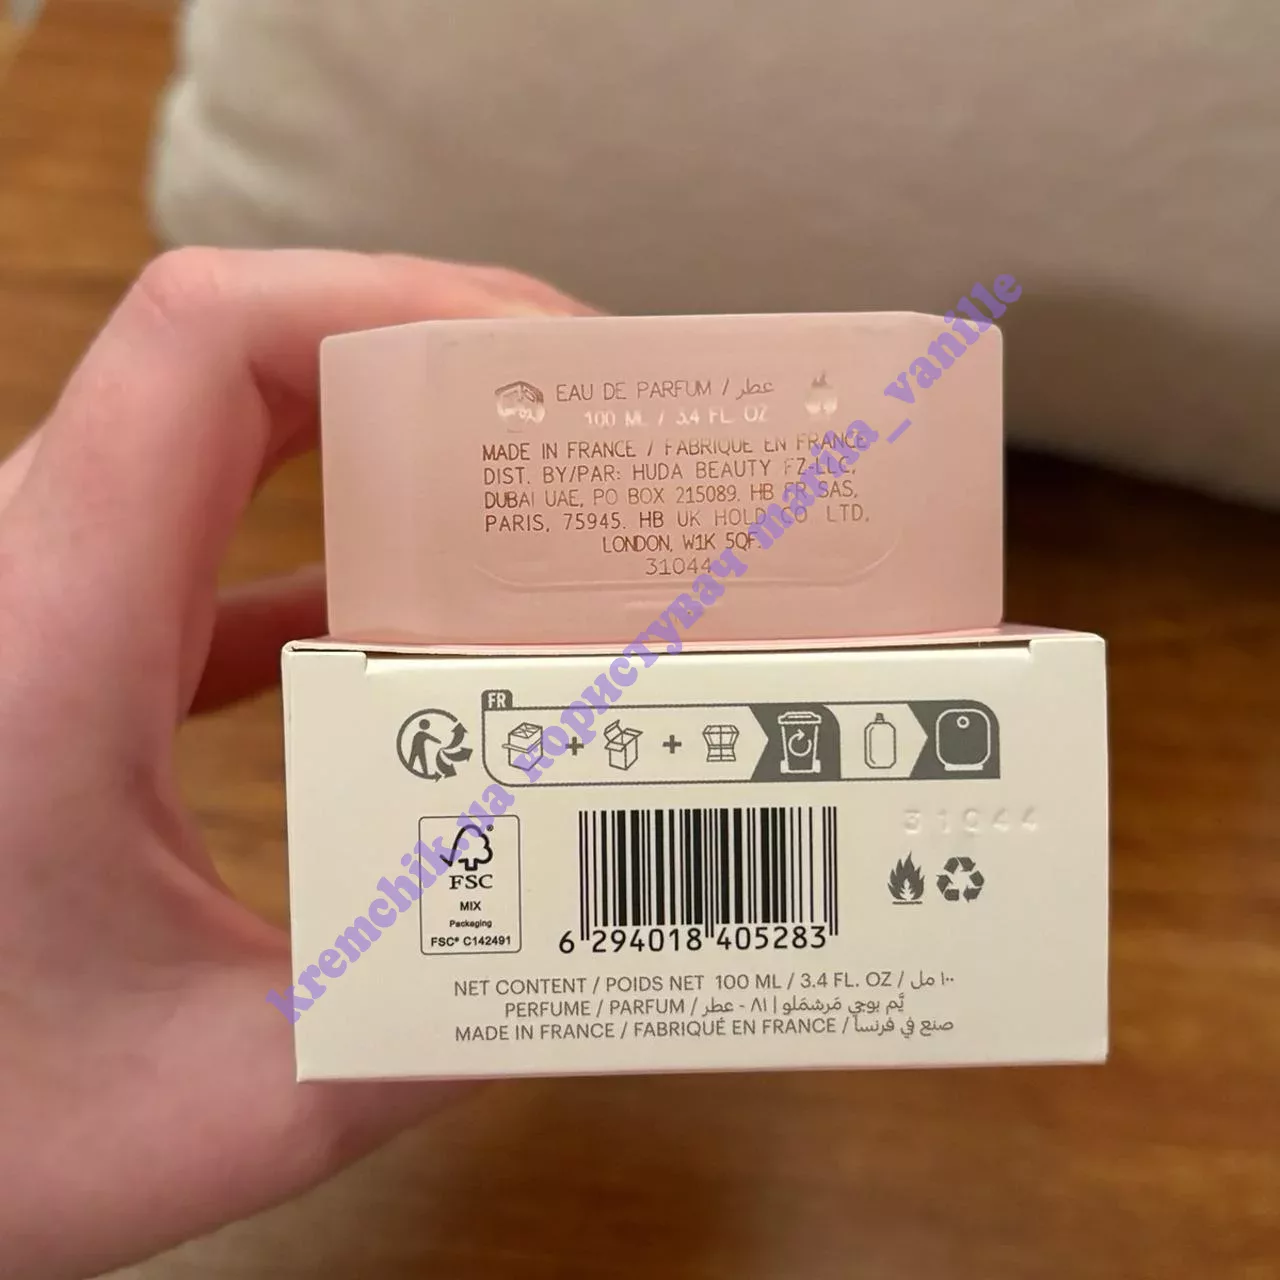 EAU DE PARFUM / عطر
100 ML / 3.4 FL. OZ
MADE IN FRANCE / FABRIQUÉ EN FRANCE
DIST. BY/PAR: HUDA BEAUTY FZ-LLC,
DUBAI UAE, PO BOX 215089. HB FR SAS,
PARIS, 75945. HB UK HOLD CO LTD,
LONDON, W1K 5QF.
31044
FR
31044
FSC
MIX
Packaging
FSC® C142491
6 294018 405283
NET CONTENT / POIDS NET 100 ML / 3.4 FL. OZ / ١٠٠ مل
PERFUME / PARFUM / يَم بوجي مَرشمَلو | ٨١ - عطر
MADE IN FRANCE / FABRIQUÉ EN FRANCE / صنع في فرنسا
kremchik.ua користувач mariia_vanille